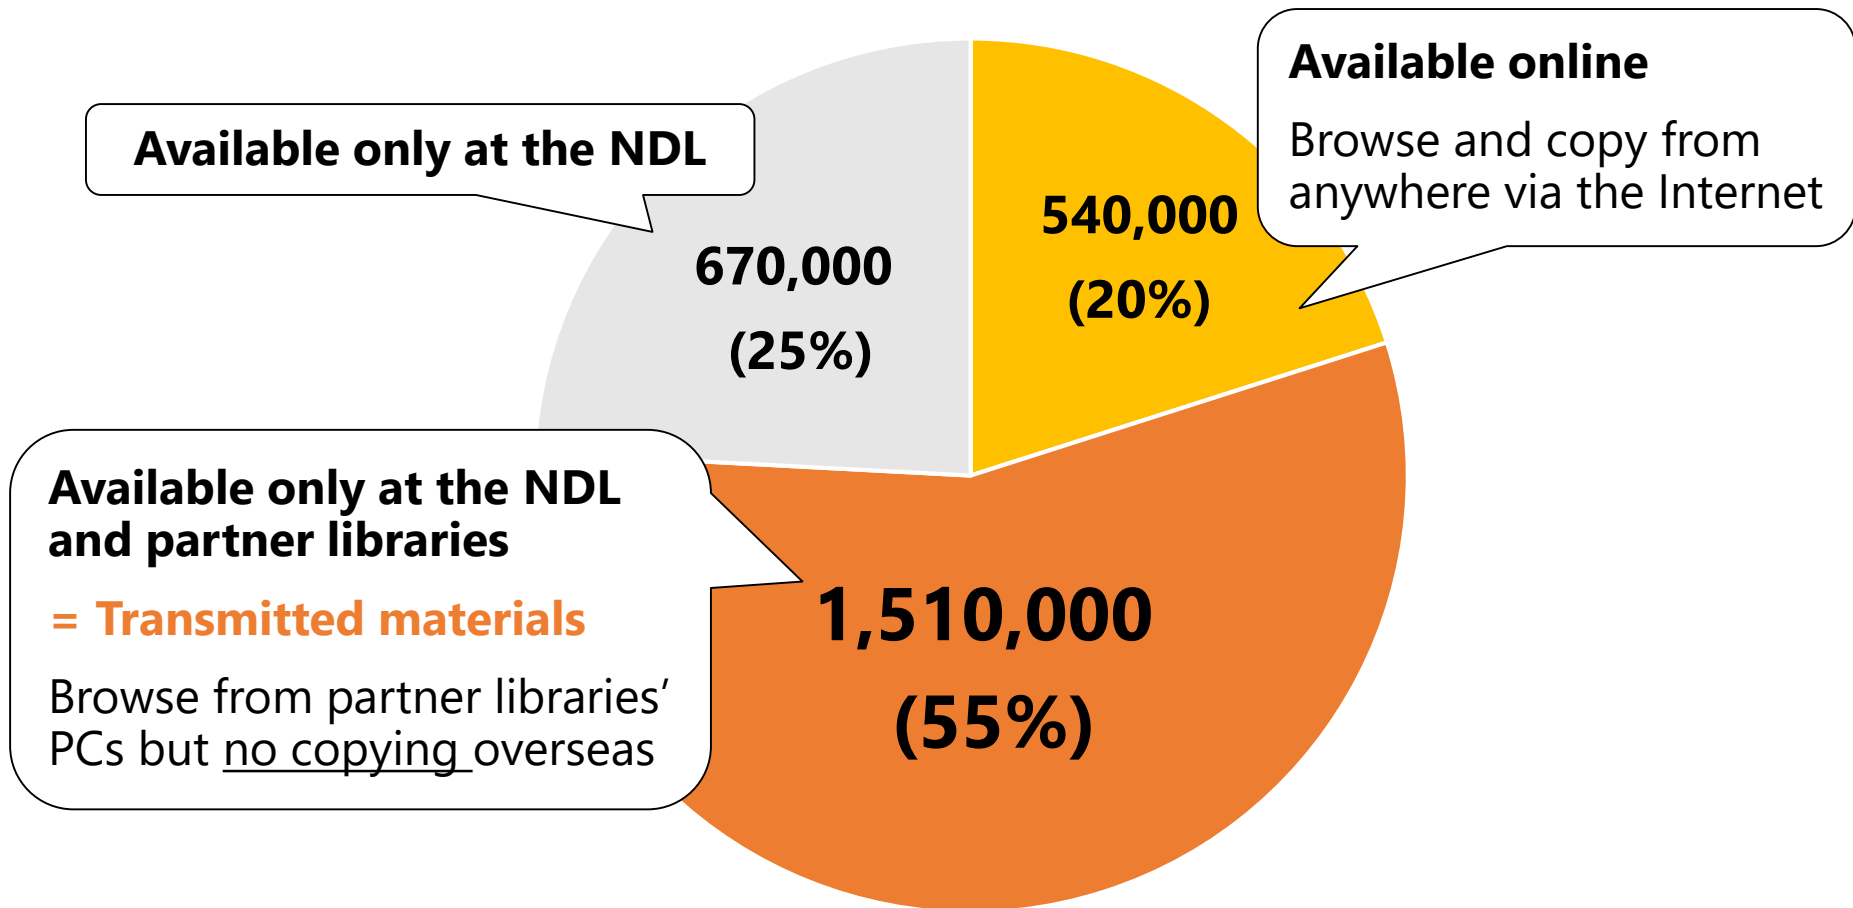 Available only at the NDL
670,000
(25%)
Available online
Browse and copy from
anywhere via the Internet
540,000
(20%)
Available only at the NDL
and partner libraries
= Transmitted materials
Browse from partner libraries’
PCs but no copying overseas
1,510,000
(55%)